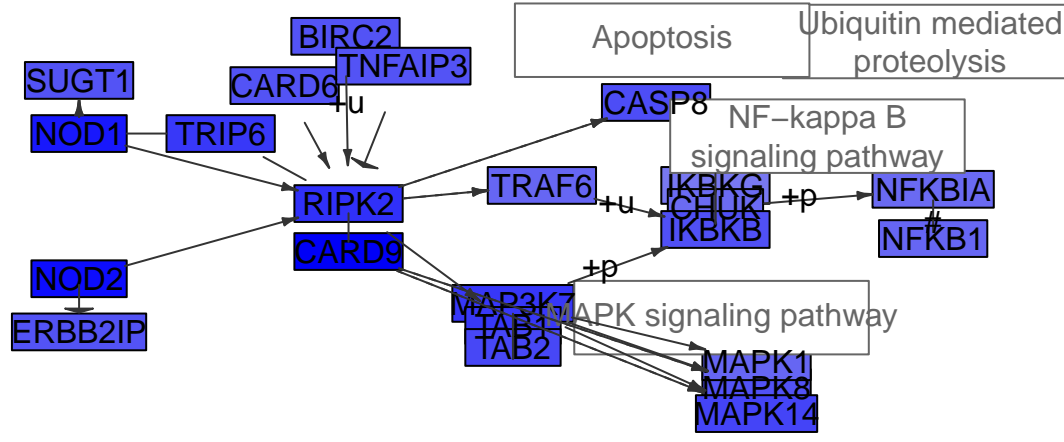 BIRC2
Apoptosis
Ubiquitin mediated
proteolysis
TNFAIP3
SUGT1
CARD6
+u
CASP8
NOD1
TRIP6
NF−kappa B
signaling pathway
RIPK2
TRAF6
+u
IKBKG
CHUK
IKBKB
+p
NFKBIA
#
NFKB1
CARD9
NOD2
+p
ERBB2IP
MAP3K7
TAB1
TAB2
MAPK signaling pathway
MAPK1
MAPK8
MAPK14